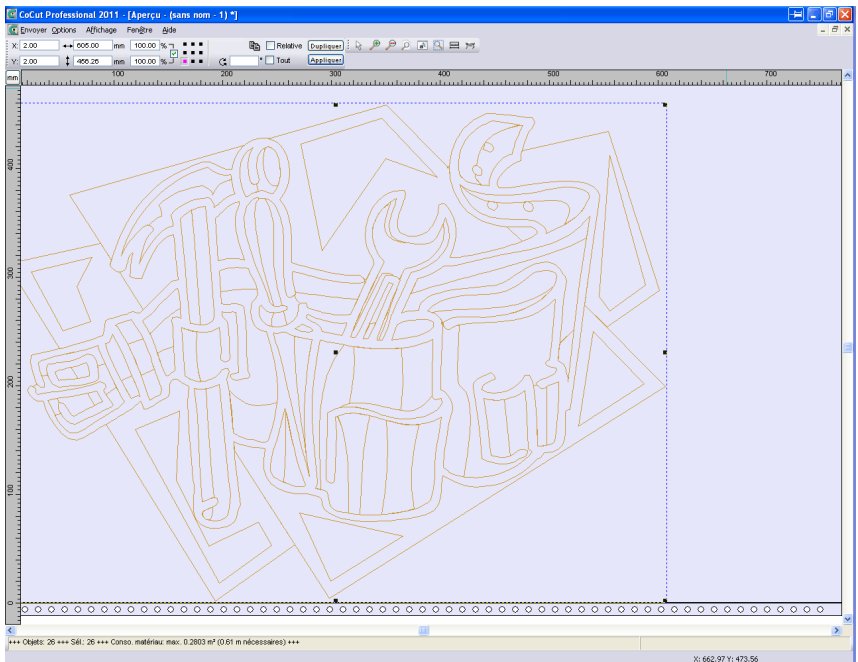 CoCut Professional 2011 - [Aperçu - (sans nom - 1) *]
Envoyer Options Affichage Fenêtre Aide
X: 2.00 605.00 mm 100.00 % Relative Dupliquer
Y: 2.00 466.26 mm 100.00 % ° Tout Appliquer
mm 100 200 300 400 500 600 700
400
300
200
100
0
+++ Objets: 26 +++ Sél.: 26 +++ Conso. matériau: max. 0.2803 m² (0.61 m nécessaires) +++
X: 662.97 Y: 473.56